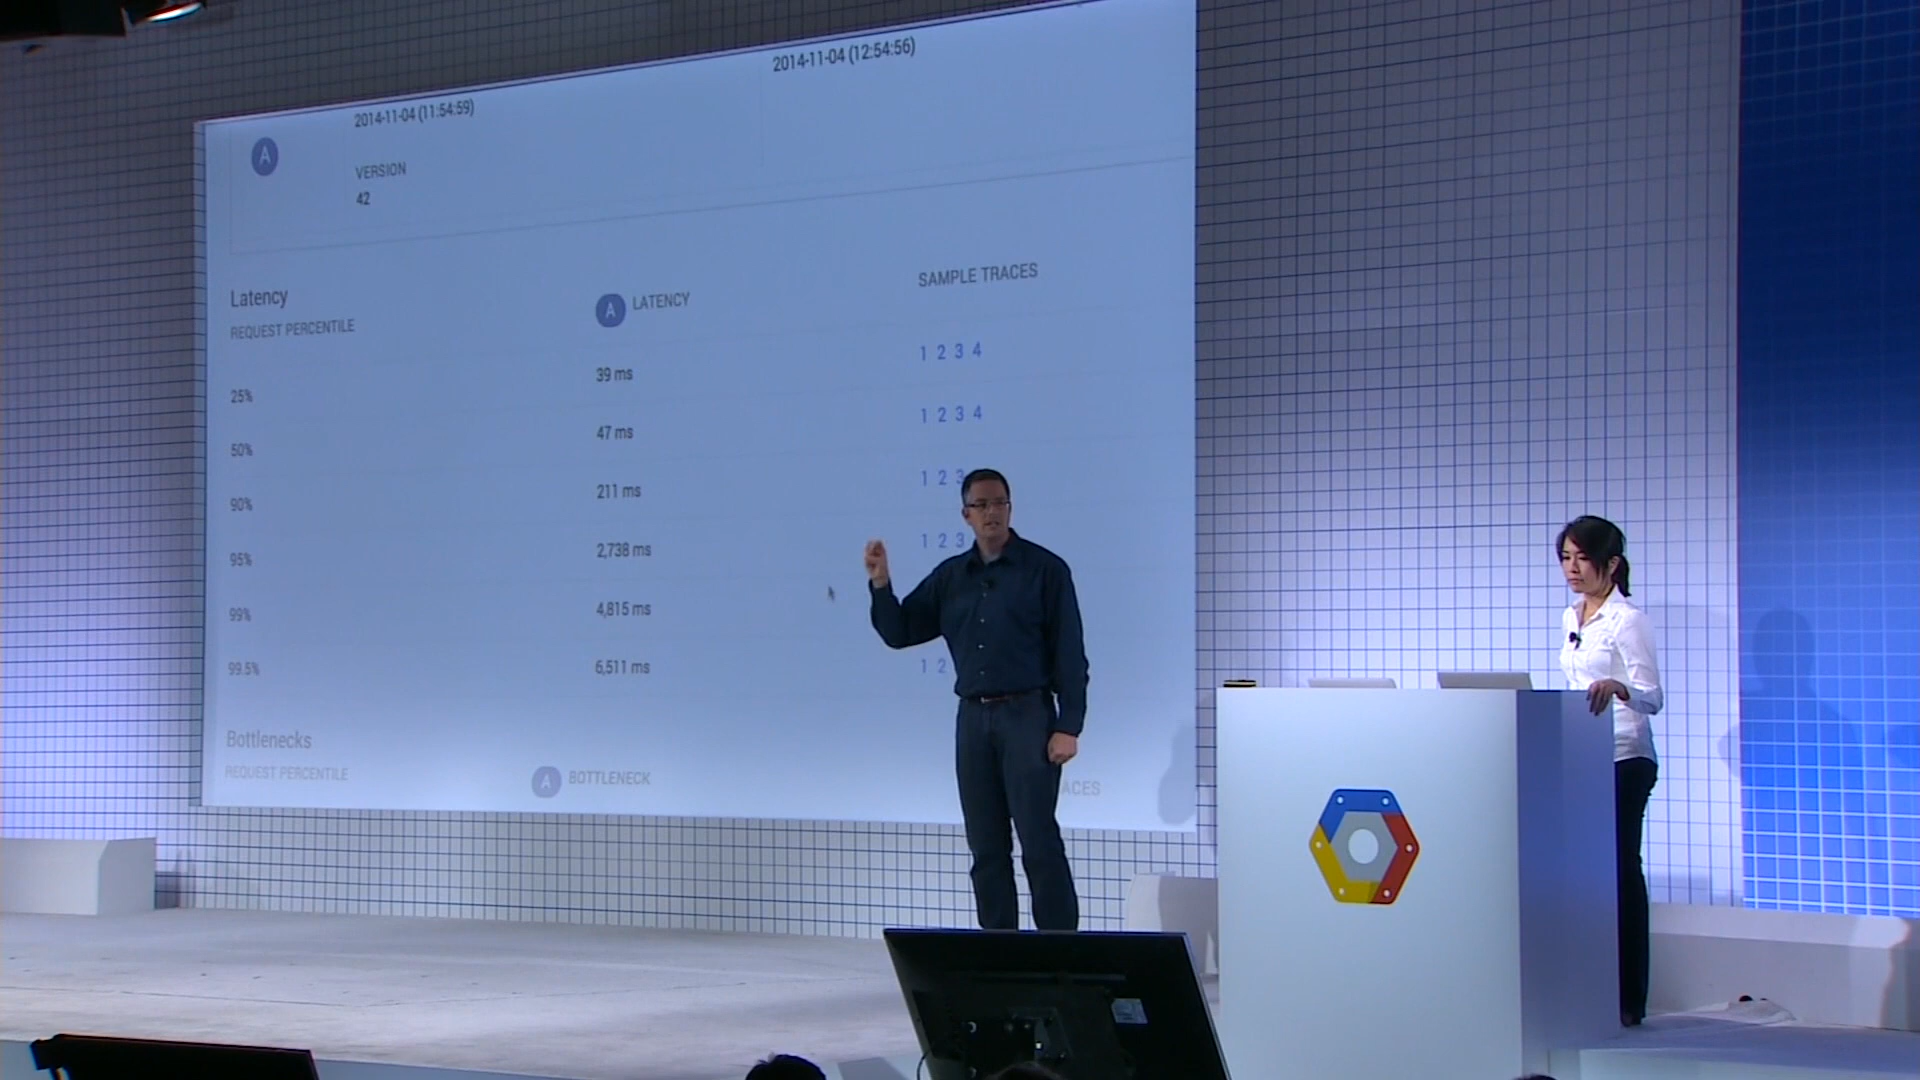 2014-11-04 (11:54:59)
2014-11-04 (12:54:56)
A
VERSION
42
Latency
REQUEST PERCENTILE
A LATENCY
SAMPLE TRACES
25%
39 ms
1 2 3 4
50%
47 ms
1 2 3 4
90%
211 ms
1 2 3
95%
2,738 ms
1 2 3
99%
4,815 ms
99.5%
6,511 ms
1 2
Bottlenecks
REQUEST PERCENTILE
A BOTTLENECK
ACES